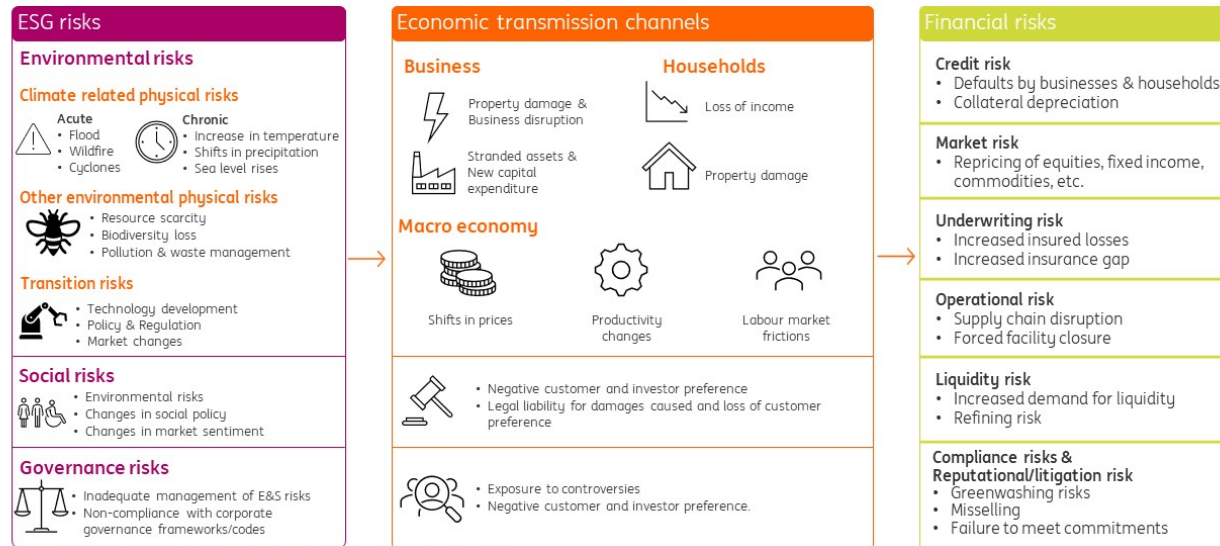 ESG risks
Environmental risks
Climate related physical risks
Acute
• Flood
• Wildfire
• Cyclones
Chronic
• Increase in temperature
• Shifts in precipitation
• Sea level rises
Other environmental physical risks
• Resource scarcity
• Biodiversity loss
• Pollution & waste management
Transition risks
• Technology development
• Policy & Regulation
• Market changes
Social risks
• Environmental risks
• Changes in social policy
• Changes in market sentiment
Governance risks
• Inadequate management of E&S risks
• Non-compliance with corporate
governance frameworks/codes
Economic transmission channels
Business
Property damage &
Business disruption
Stranded assets &
New capital
expenditure
Households
Loss of income
Property damage
Macro economy
Shifts in prices
Productivity
changes
Labour market
frictions
• Negative customer and investor preference
• Legal liability for damages caused and loss of customer
preference
• Exposure to controversies
• Negative customer and investor preference.
Financial risks
Credit risk
• Defaults by businesses & households
• Collateral depreciation
Market risk
• Repricing of equities, fixed income,
commodities, etc.
Underwriting risk
• Increased insured losses
• Increased insurance gap
Operational risk
• Supply chain disruption
• Forced facility closure
Liquidity risk
• Increased demand for liquidity
• Refining risk
Compliance risks &
Reputational/litigation risk
• Greenwashing risks
• Misselling
• Failure to meet commitments